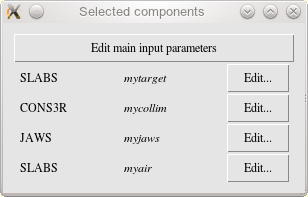 Selected components
Edit main input parameters
SLABS mytarget Edit...
CONS3R mycollim Edit...
JAWS myjaws Edit...
SLABS myair Edit...